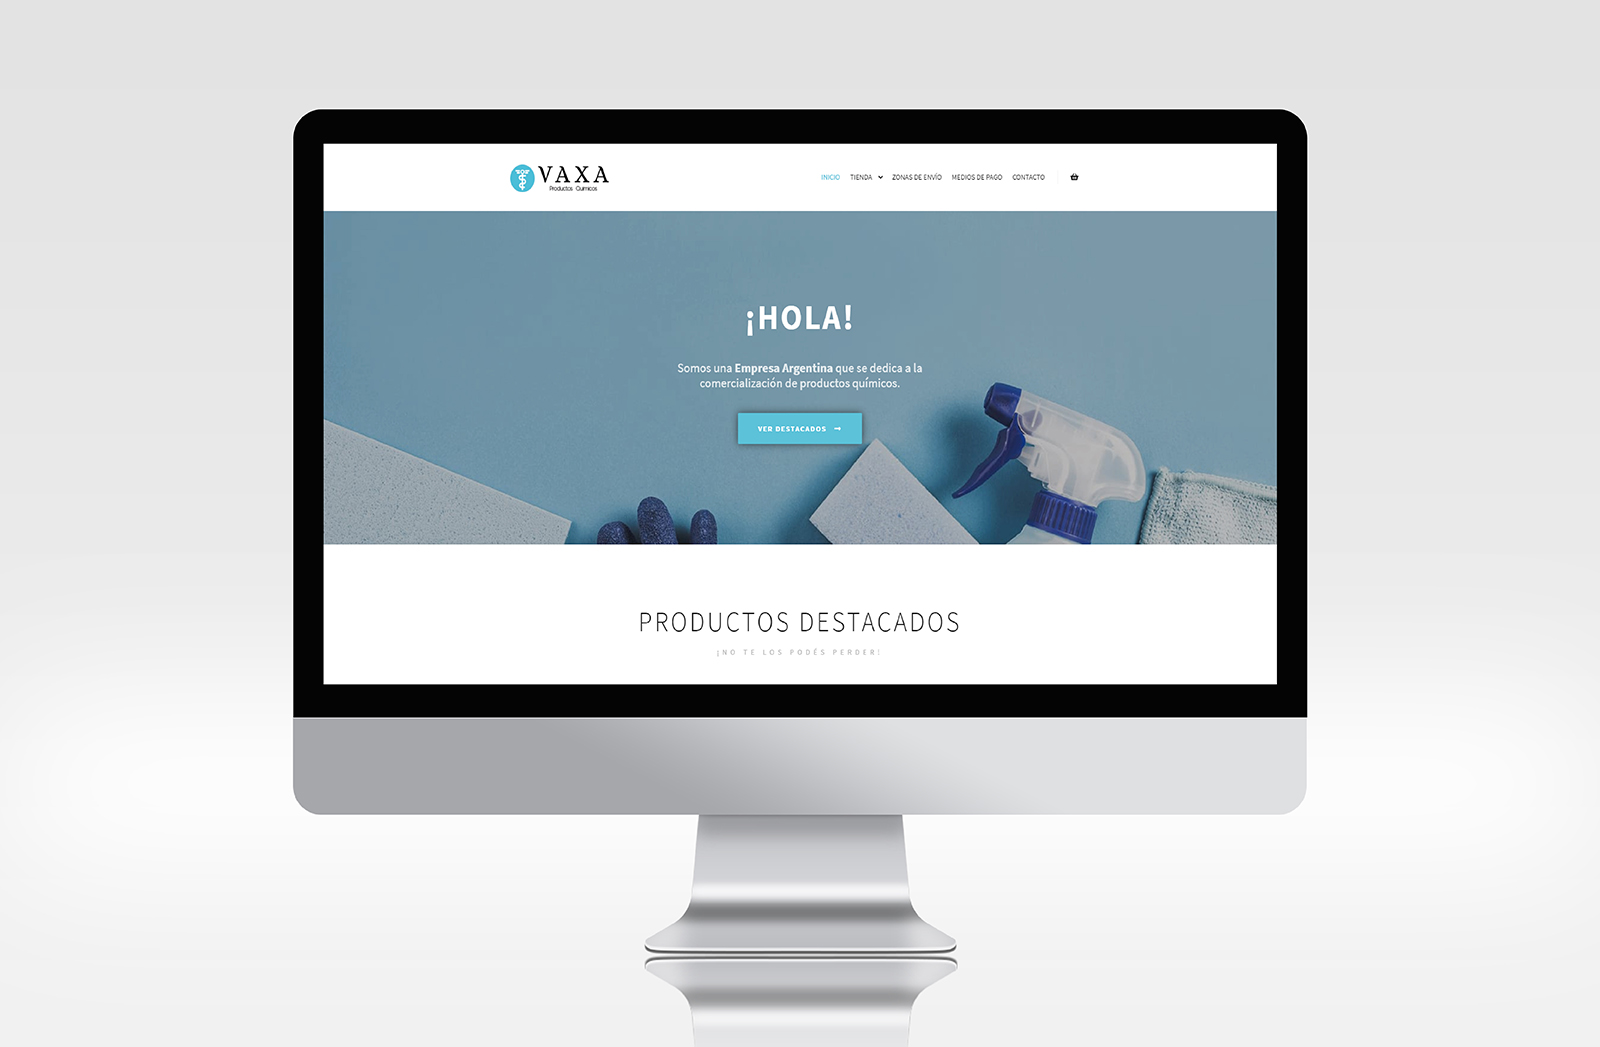 VAXA
Productos Químicos
INICIO TIENDA ZONAS DE ENVÍO MEDIOS DE PAGO CONTACTO
¡HOLA!
Somos una Empresa Argentina que se dedica a la
comercialización de productos químicos.
VER DESTACADOS →
PRODUCTOS DESTACADOS
¡NO TE LOS PODÉS PERDER!